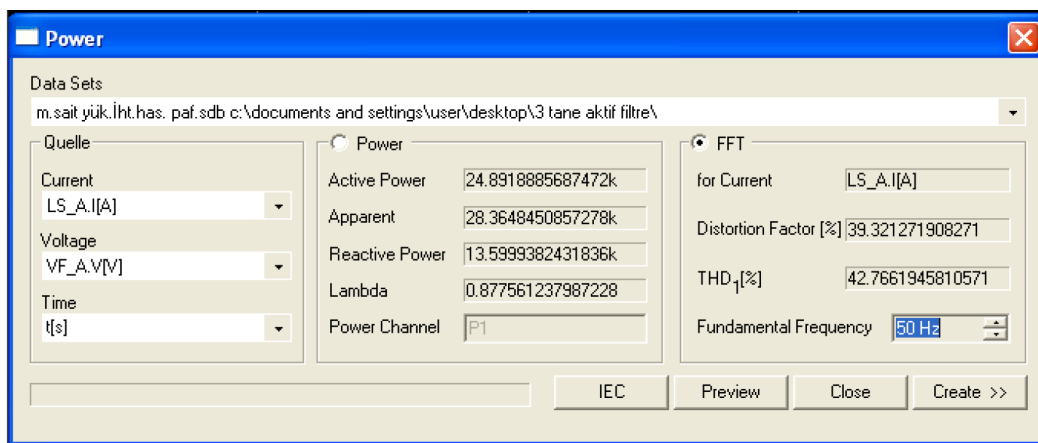 Power
Data Sets
m.sait yük.İht.has. paf.sdb c:\documents and settings\user\desktop\3 tane aktif filtre\
Quelle
Current
LS_A.I[A]
Voltage
VF_A.V[V]
Time
t[s]
Power
Active Power 24.8918885687472k
Apparent 28.3648450857278k
Reactive Power 13.5999382431836k
Lambda 0.877561237987228
Power Channel P1
FFT
for Current LS_A.I[A]
Distortion Factor [%] 39.321271908271
THD1[%] 42.7661945810571
Fundamental Frequency 50 Hz
IEC Preview Close Create >>